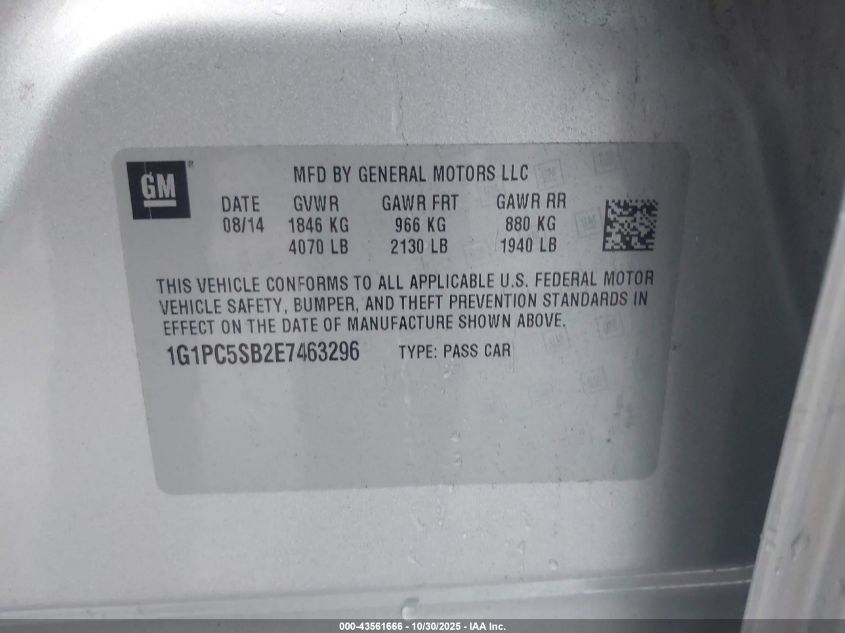 GM
MFD BY GENERAL MOTORS LLC
DATE GVWR GAWR FRT GAWR RR
08/14 1846 KG 966 KG 880 KG
4070 LB 2130 LB 1940 LB
THIS VEHICLE CONFORMS TO ALL APPLICABLE U.S. FEDERAL MOTOR
VEHICLE SAFETY, BUMPER, AND THEFT PREVENTION STANDARDS IN
EFFECT ON THE DATE OF MANUFACTURE SHOWN ABOVE.
1G1PC5SB2E7463296 TYPE: PASS CAR
000-43561666 - 10/30/2025 - IAA Inc.